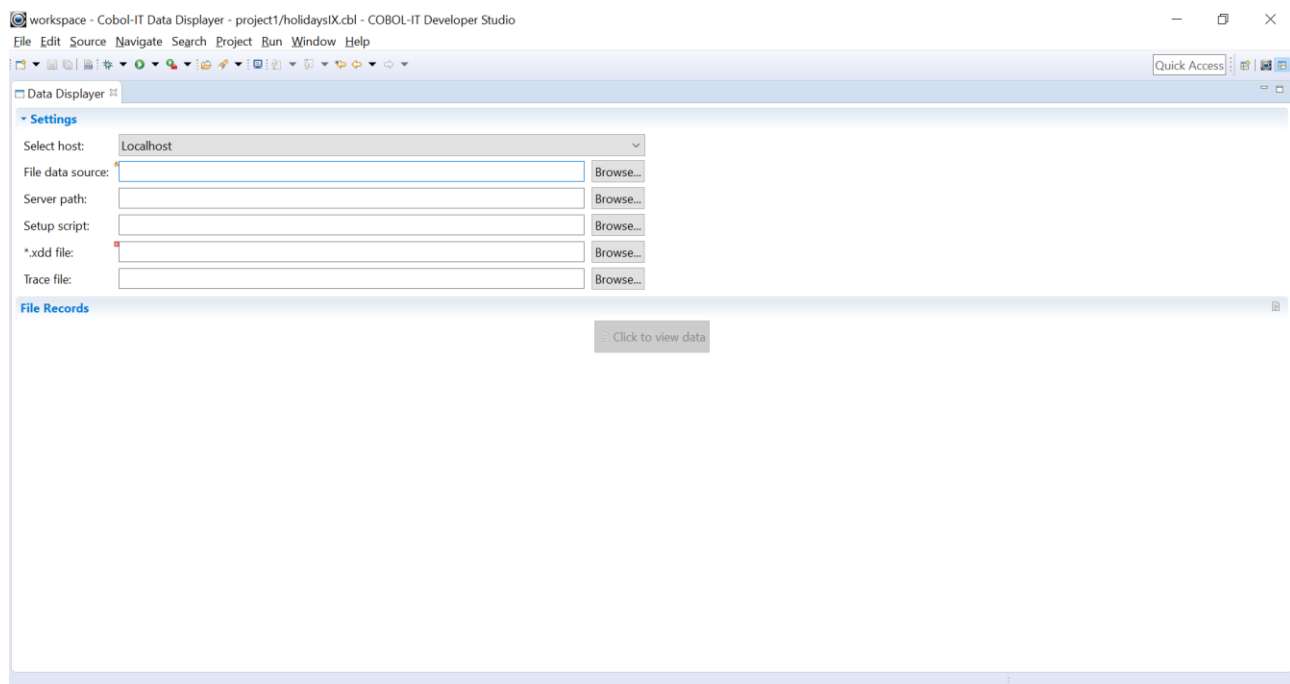 workspace - Cobol-IT Data Displayer - project1/holidaysIX.cbl - COBOL-IT Developer Studio
File Edit Source Navigate Search Project Run Window Help
Quick Access
Data Displayer
Settings
Select host: Localhost
File data source: Browse...
Server path: Browse...
Setup script: Browse...
*.xdd file: Browse...
Trace file: Browse...
File Records
Click to view data